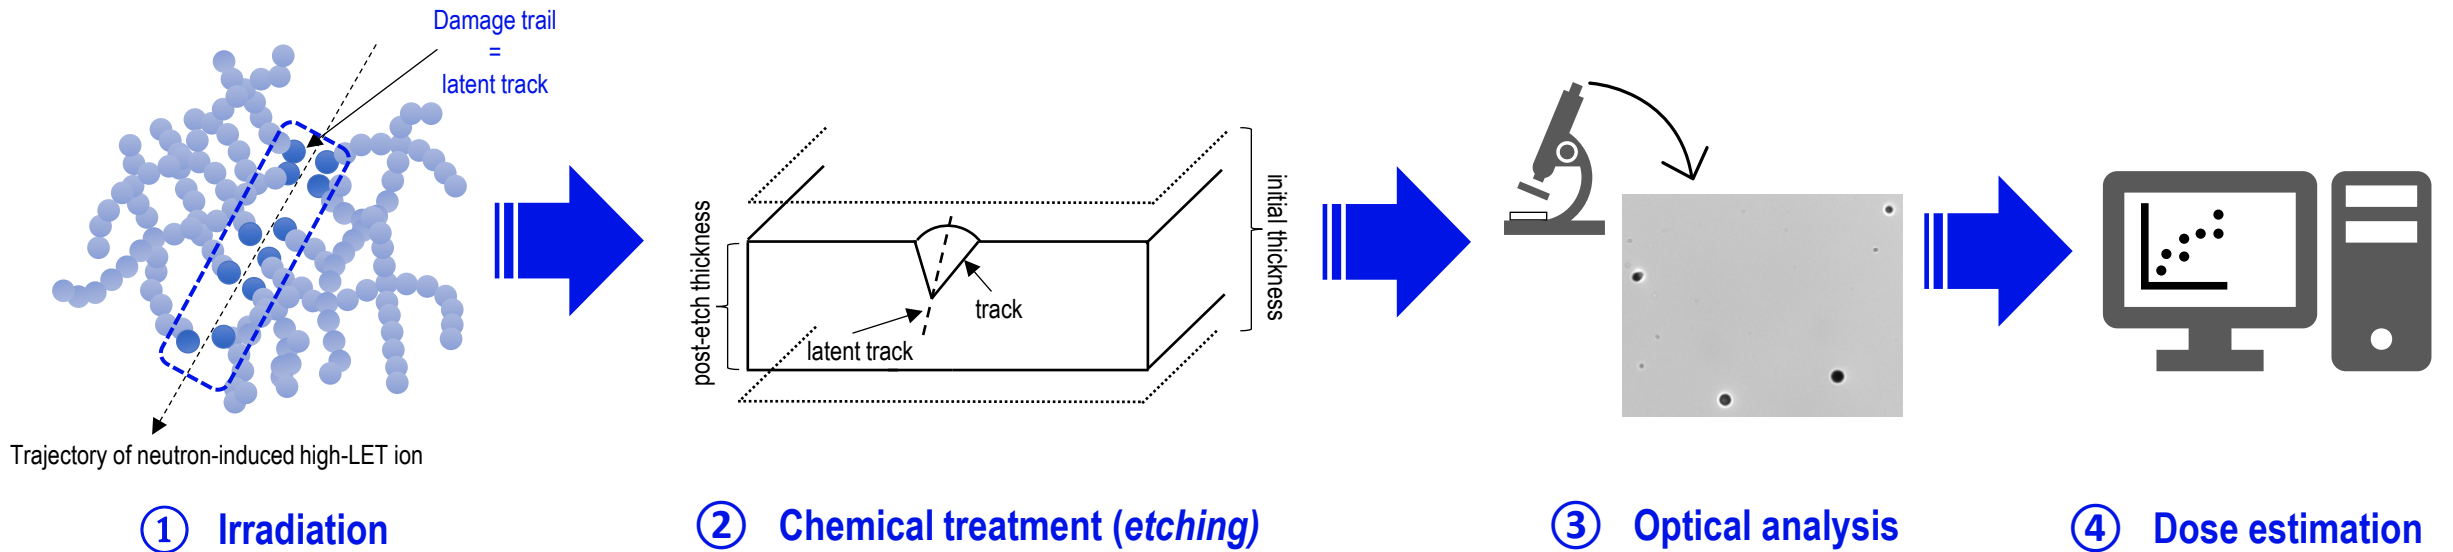 Damage trail
=
latent track
Trajectory of neutron-induced high-LET ion
① Irradiation
post-etch thickness
initial thickness
track
latent track
② Chemical treatment (etching)
③ Optical analysis
④ Dose estimation